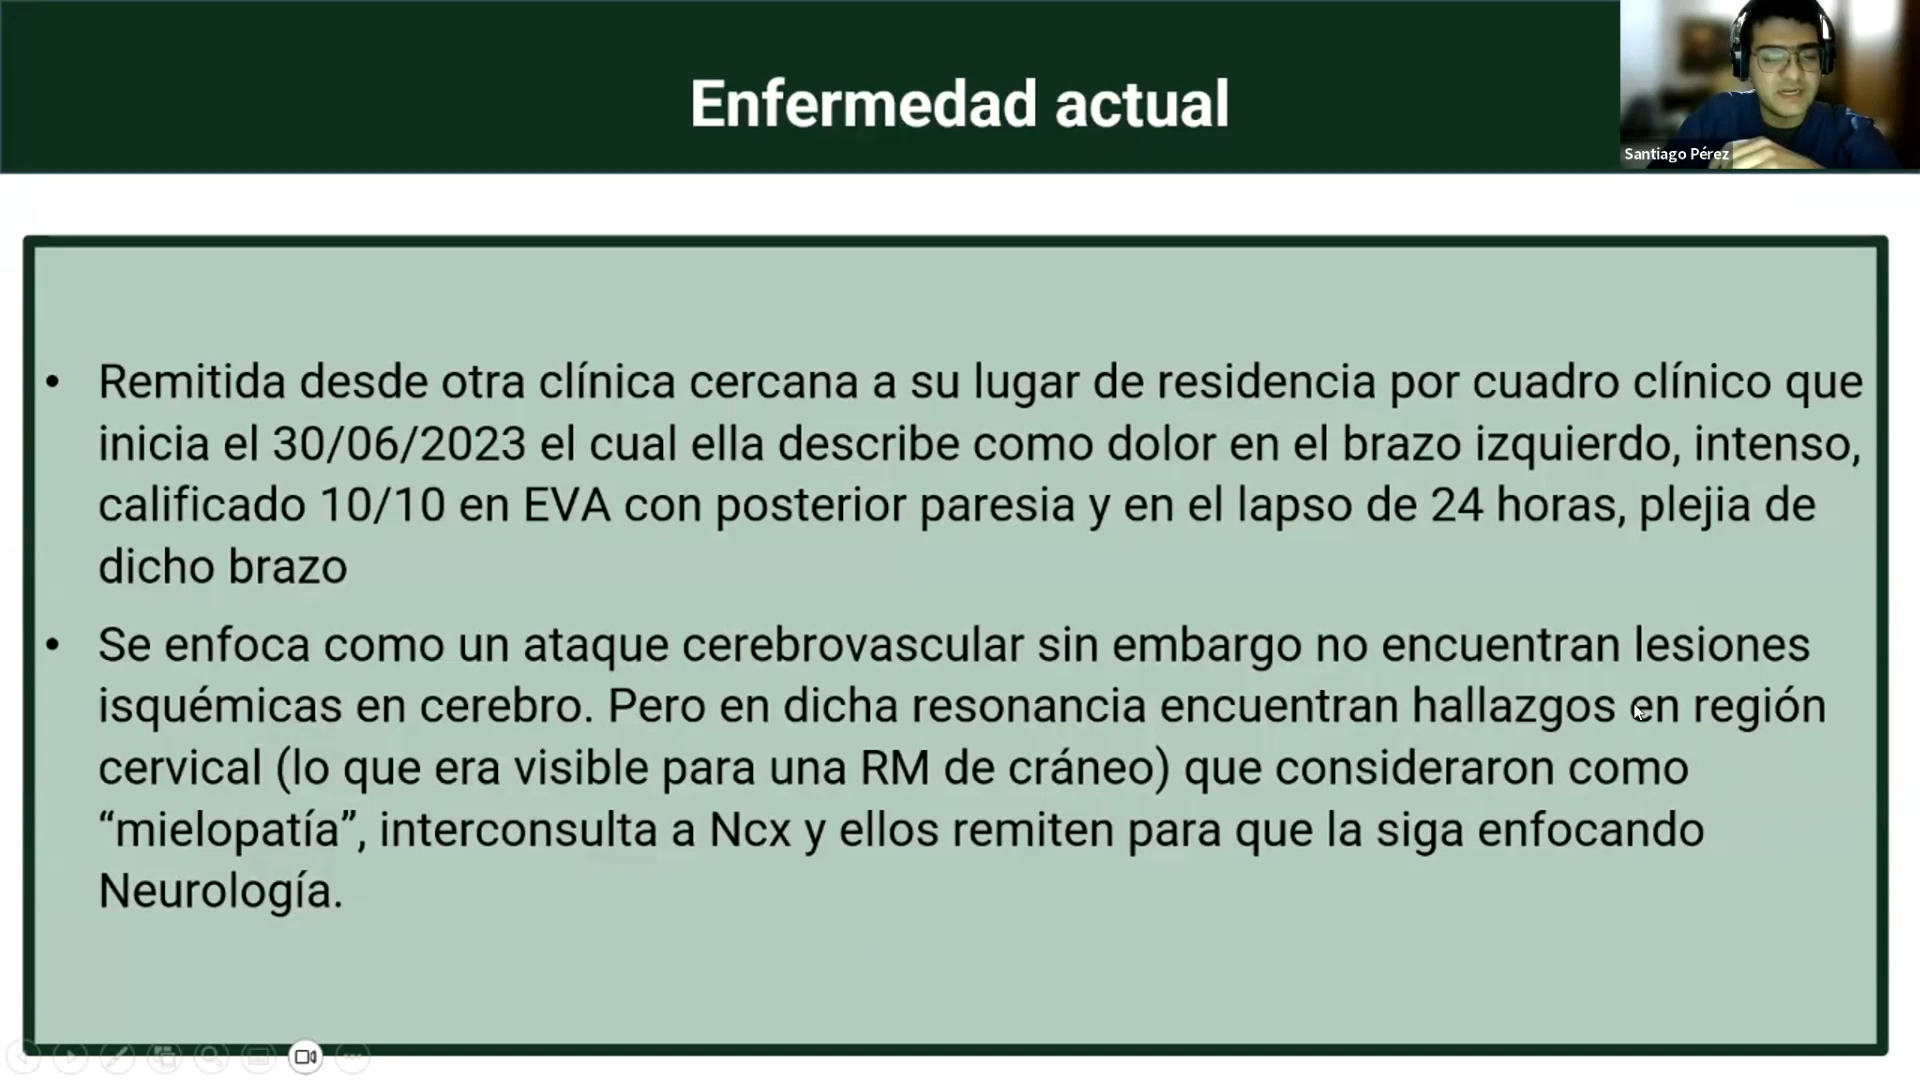 Enfermedad actual
Santiago Pérez
• Remitida desde otra clínica cercana a su lugar de residencia por cuadro clínico que
inicia el 30/06/2023 el cual ella describe como dolor en el brazo izquierdo, intenso,
calificado 10/10 en EVA con posterior paresia y en el lapso de 24 horas, plejia de
dicho brazo
• Se enfoca como un ataque cerebrovascular sin embargo no encuentran lesiones
isquémicas en cerebro. Pero en dicha resonancia encuentran hallazgos en región
cervical (lo que era visible para una RM de cráneo) que consideraron como
“mielopatía”, interconsulta a Ncx y ellos remiten para que la siga enfocando
Neurología.